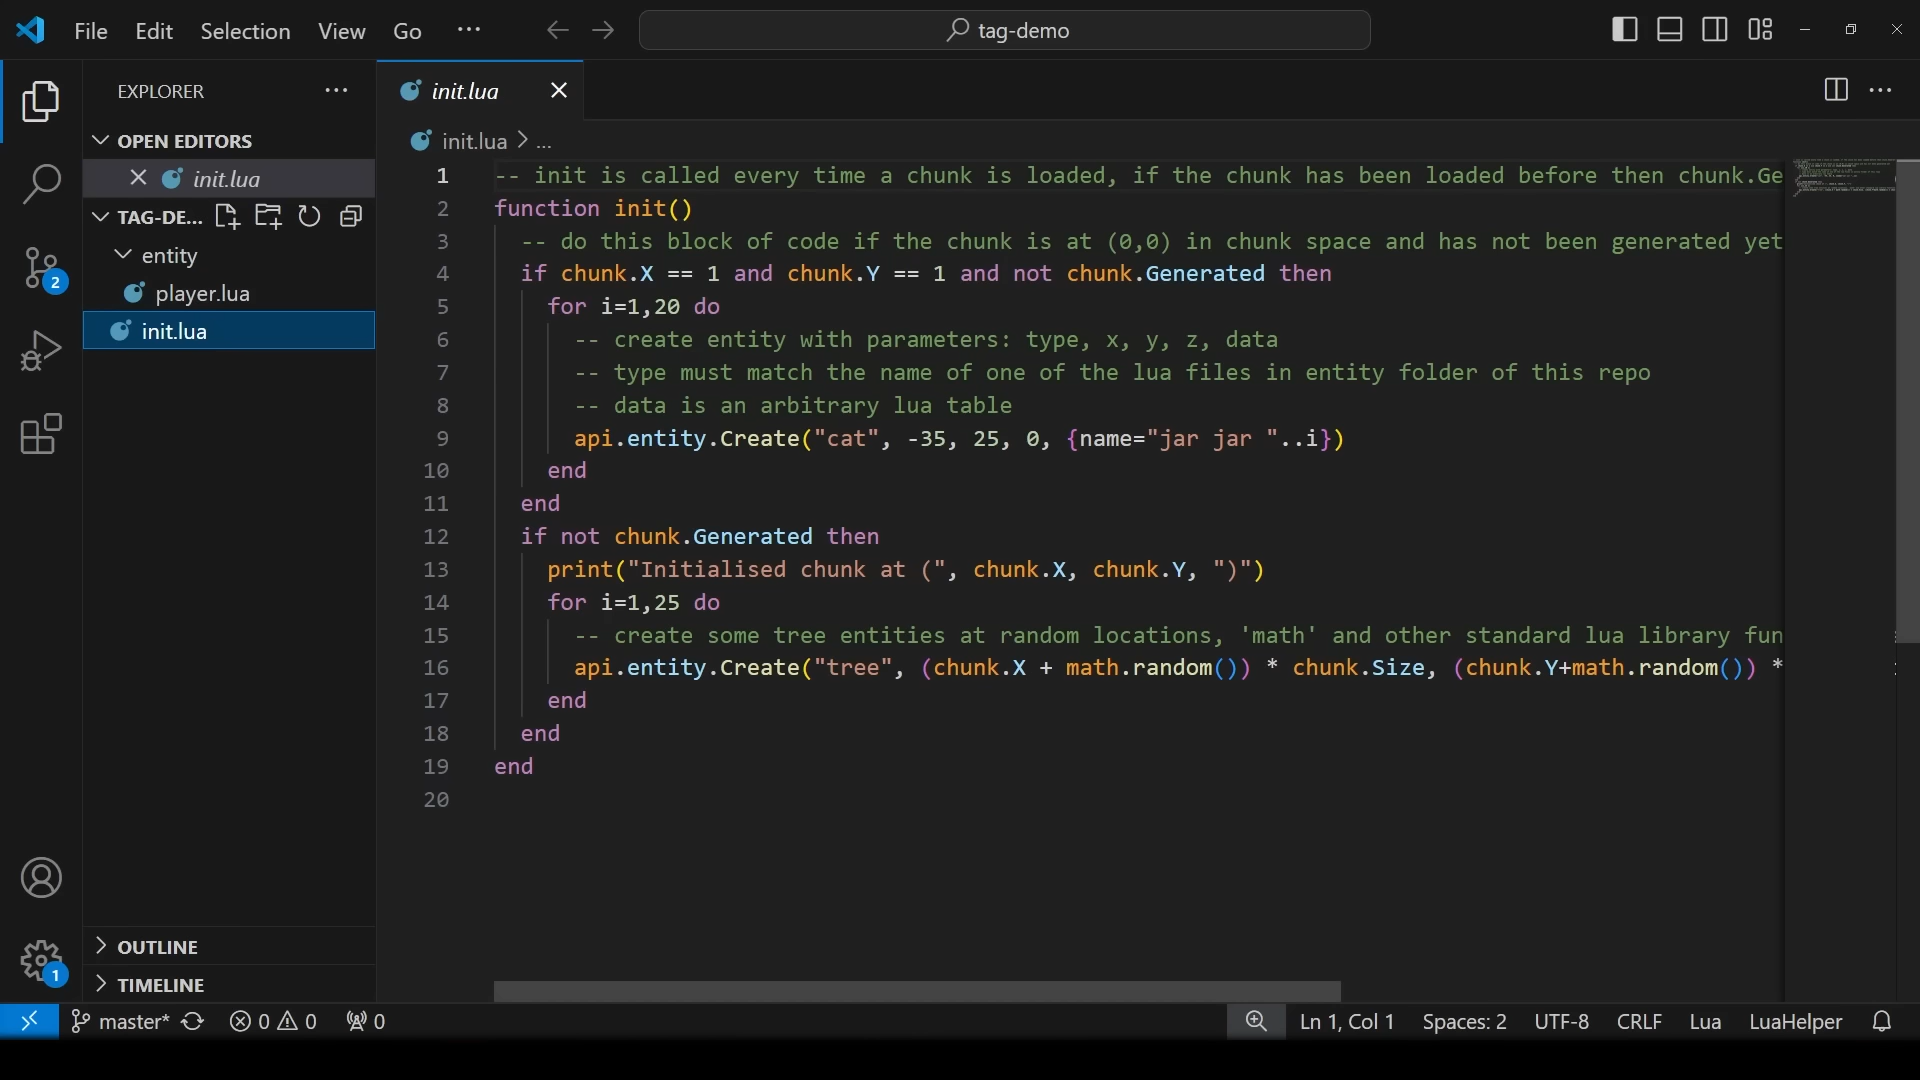 File Edit Selection View Go ···
tag-demo
EXPLORER ···
OPEN EDITORS
init.lua
TAG-DE...
entity
player.lua
init.lua
OUTLINE
TIMELINE
init.lua
init.lua > ...
1 -- init is called every time a chunk is loaded, if the chunk has been loaded before then chunk.Ge
2 function init()
3 -- do this block of code if the chunk is at (0,0) in chunk space and has not been generated yet
4 if chunk.X == 1 and chunk.Y == 1 and not chunk.Generated then
5 for i=1,20 do
6 -- create entity with parameters: type, x, y, z, data
7 -- type must match the name of one of the lua files in entity folder of this repo
8 -- data is an arbitrary lua table
9 api.entity.Create("cat", -35, 25, 0, {name="jar jar "..i})
10 end
11 end
12 if not chunk.Generated then
13 print("Initialised chunk at (", chunk.X, chunk.Y, ")")
14 for i=1,25 do
15 -- create some tree entities at random locations, 'math' and other standard lua library fun
16 api.entity.Create("tree", (chunk.X + math.random()) * chunk.Size, (chunk.Y+math.random()) *
17 end
18 end
19 end
20
2
1
master* 0 0 0
Ln 1, Col 1 Spaces: 2 UTF-8 CRLF Lua LuaHelper